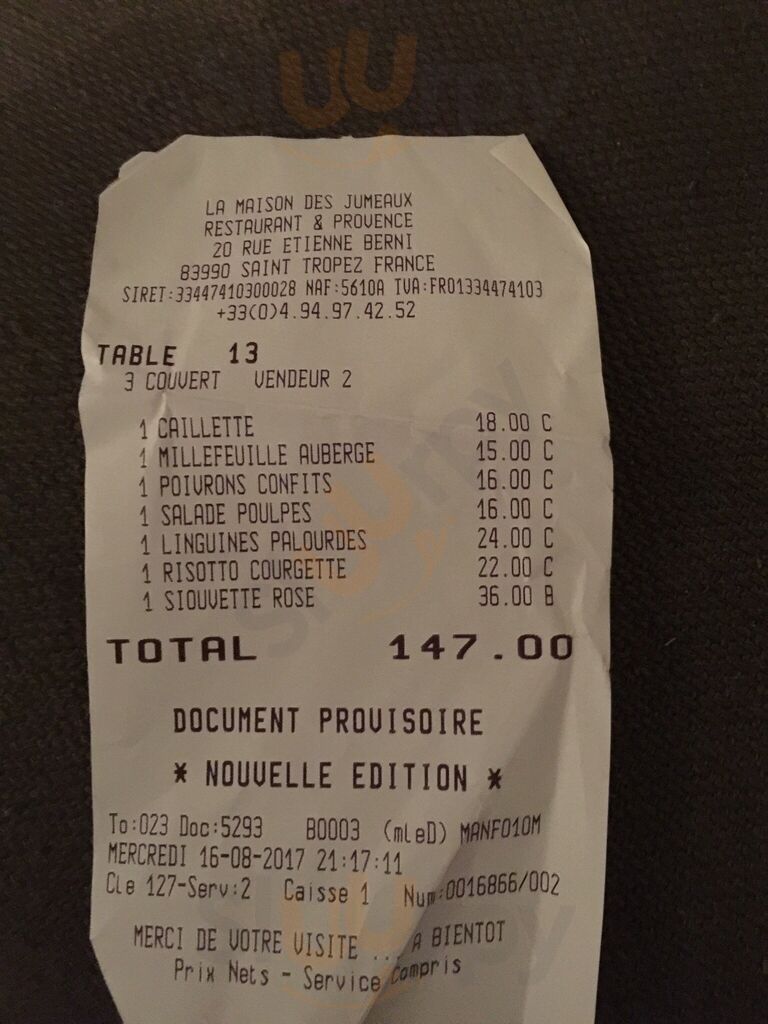 LA MAISON DES JUMEAUX
RESTAURANT & PROVENCE
20 RUE ETIENNE BERNI
83990 SAINT TROPEZ FRANCE
SIRET:33447410300028 NAF:5610A TVA:FR01334474103
+33(0)4.94.97.42.52
TABLE 13
3 COUVERT VENDEUR 2
1 CAILLETTE 18.00 C
1 MILLEFEUILLE AUBERGE 15.00 C
1 POIVRONS CONFITS 16.00 C
1 SALADE POULPES 16.00 C
1 LINGUINES PALOURDES 24.00 C
1 RISOTTO COURGETTE 22.00 C
1 SIOUVETTE ROSE 36.00 B
TOTAL 147.00
DOCUMENT PROVISOIRE
* NOUVELLE EDITION *
To:023 Doc:5293 B0003 (mleD) MANF010M
MERCREDI 16-08-2017 21:17:11
Cle 127-Serv:2 Caisse 1 Num:0016866/002
MERCI DE VOTRE VISITE ... A BIENTOT
Prix Nets - Service Compris